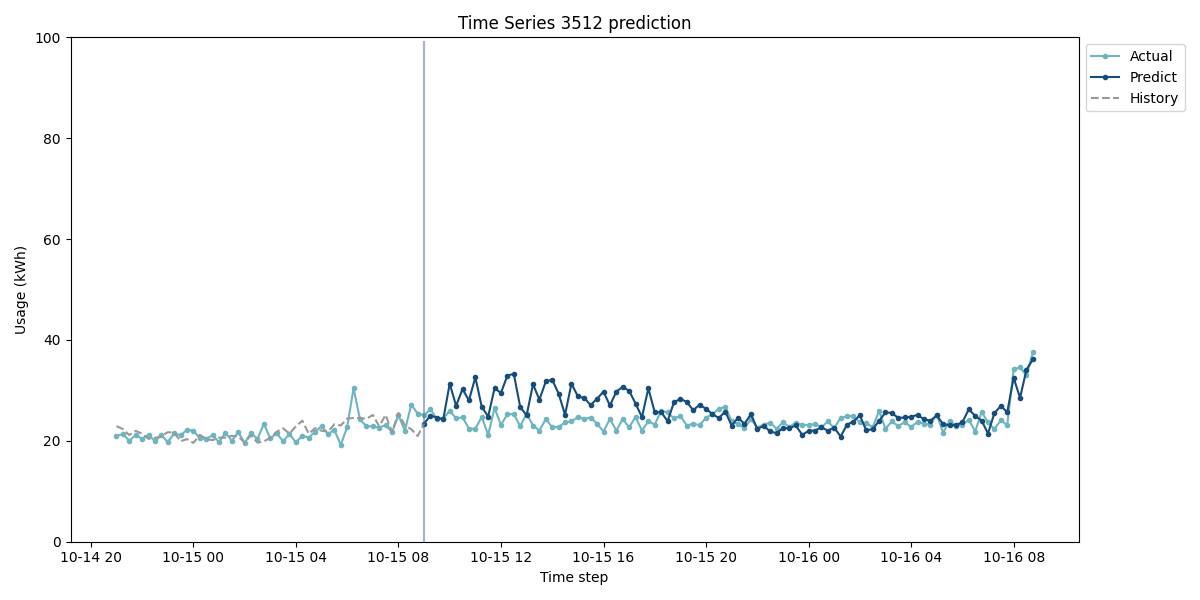 Time Series 3512 prediction
Usage (kWh)
100
80
60
40
20
0
10-14 20
10-15 00
10-15 04
10-15 08
10-15 12
10-15 16
10-15 20
10-16 00
10-16 04
10-16 08
Time step
Actual
Predict
History